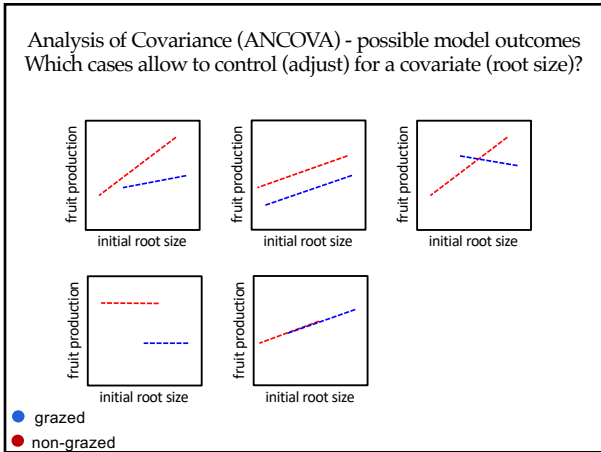 Analysis of Covariance (ANCOVA) - possible model outcomes
Which cases allow to control (adjust) for a covariate (root size)?
fruit production
initial root size
fruit production
initial root size
fruit production
initial root size
fruit production
initial root size
fruit production
initial root size
grazed
non-grazed